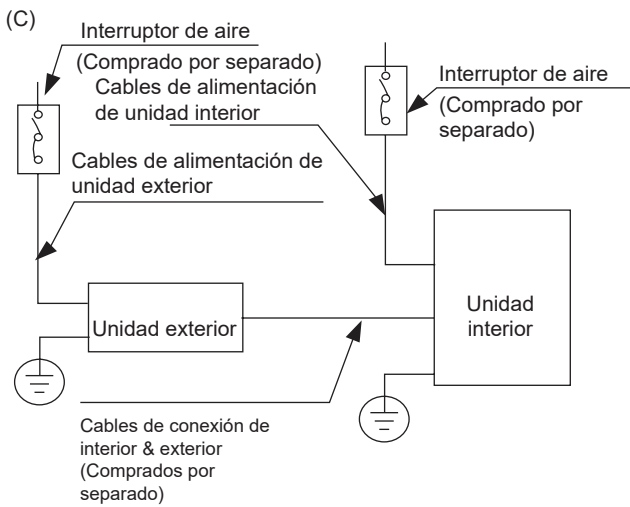 (C)
Interruptor de aire
(Comprado por separado)
Cables de alimentación
de unidad interior
Interruptor de aire
(Comprado por
separado)
Cables de alimentación de
unidad exterior
Unidad exterior
Unidad
interior
Cables de conexión de
interior & exterior
(Comprados por
separado)